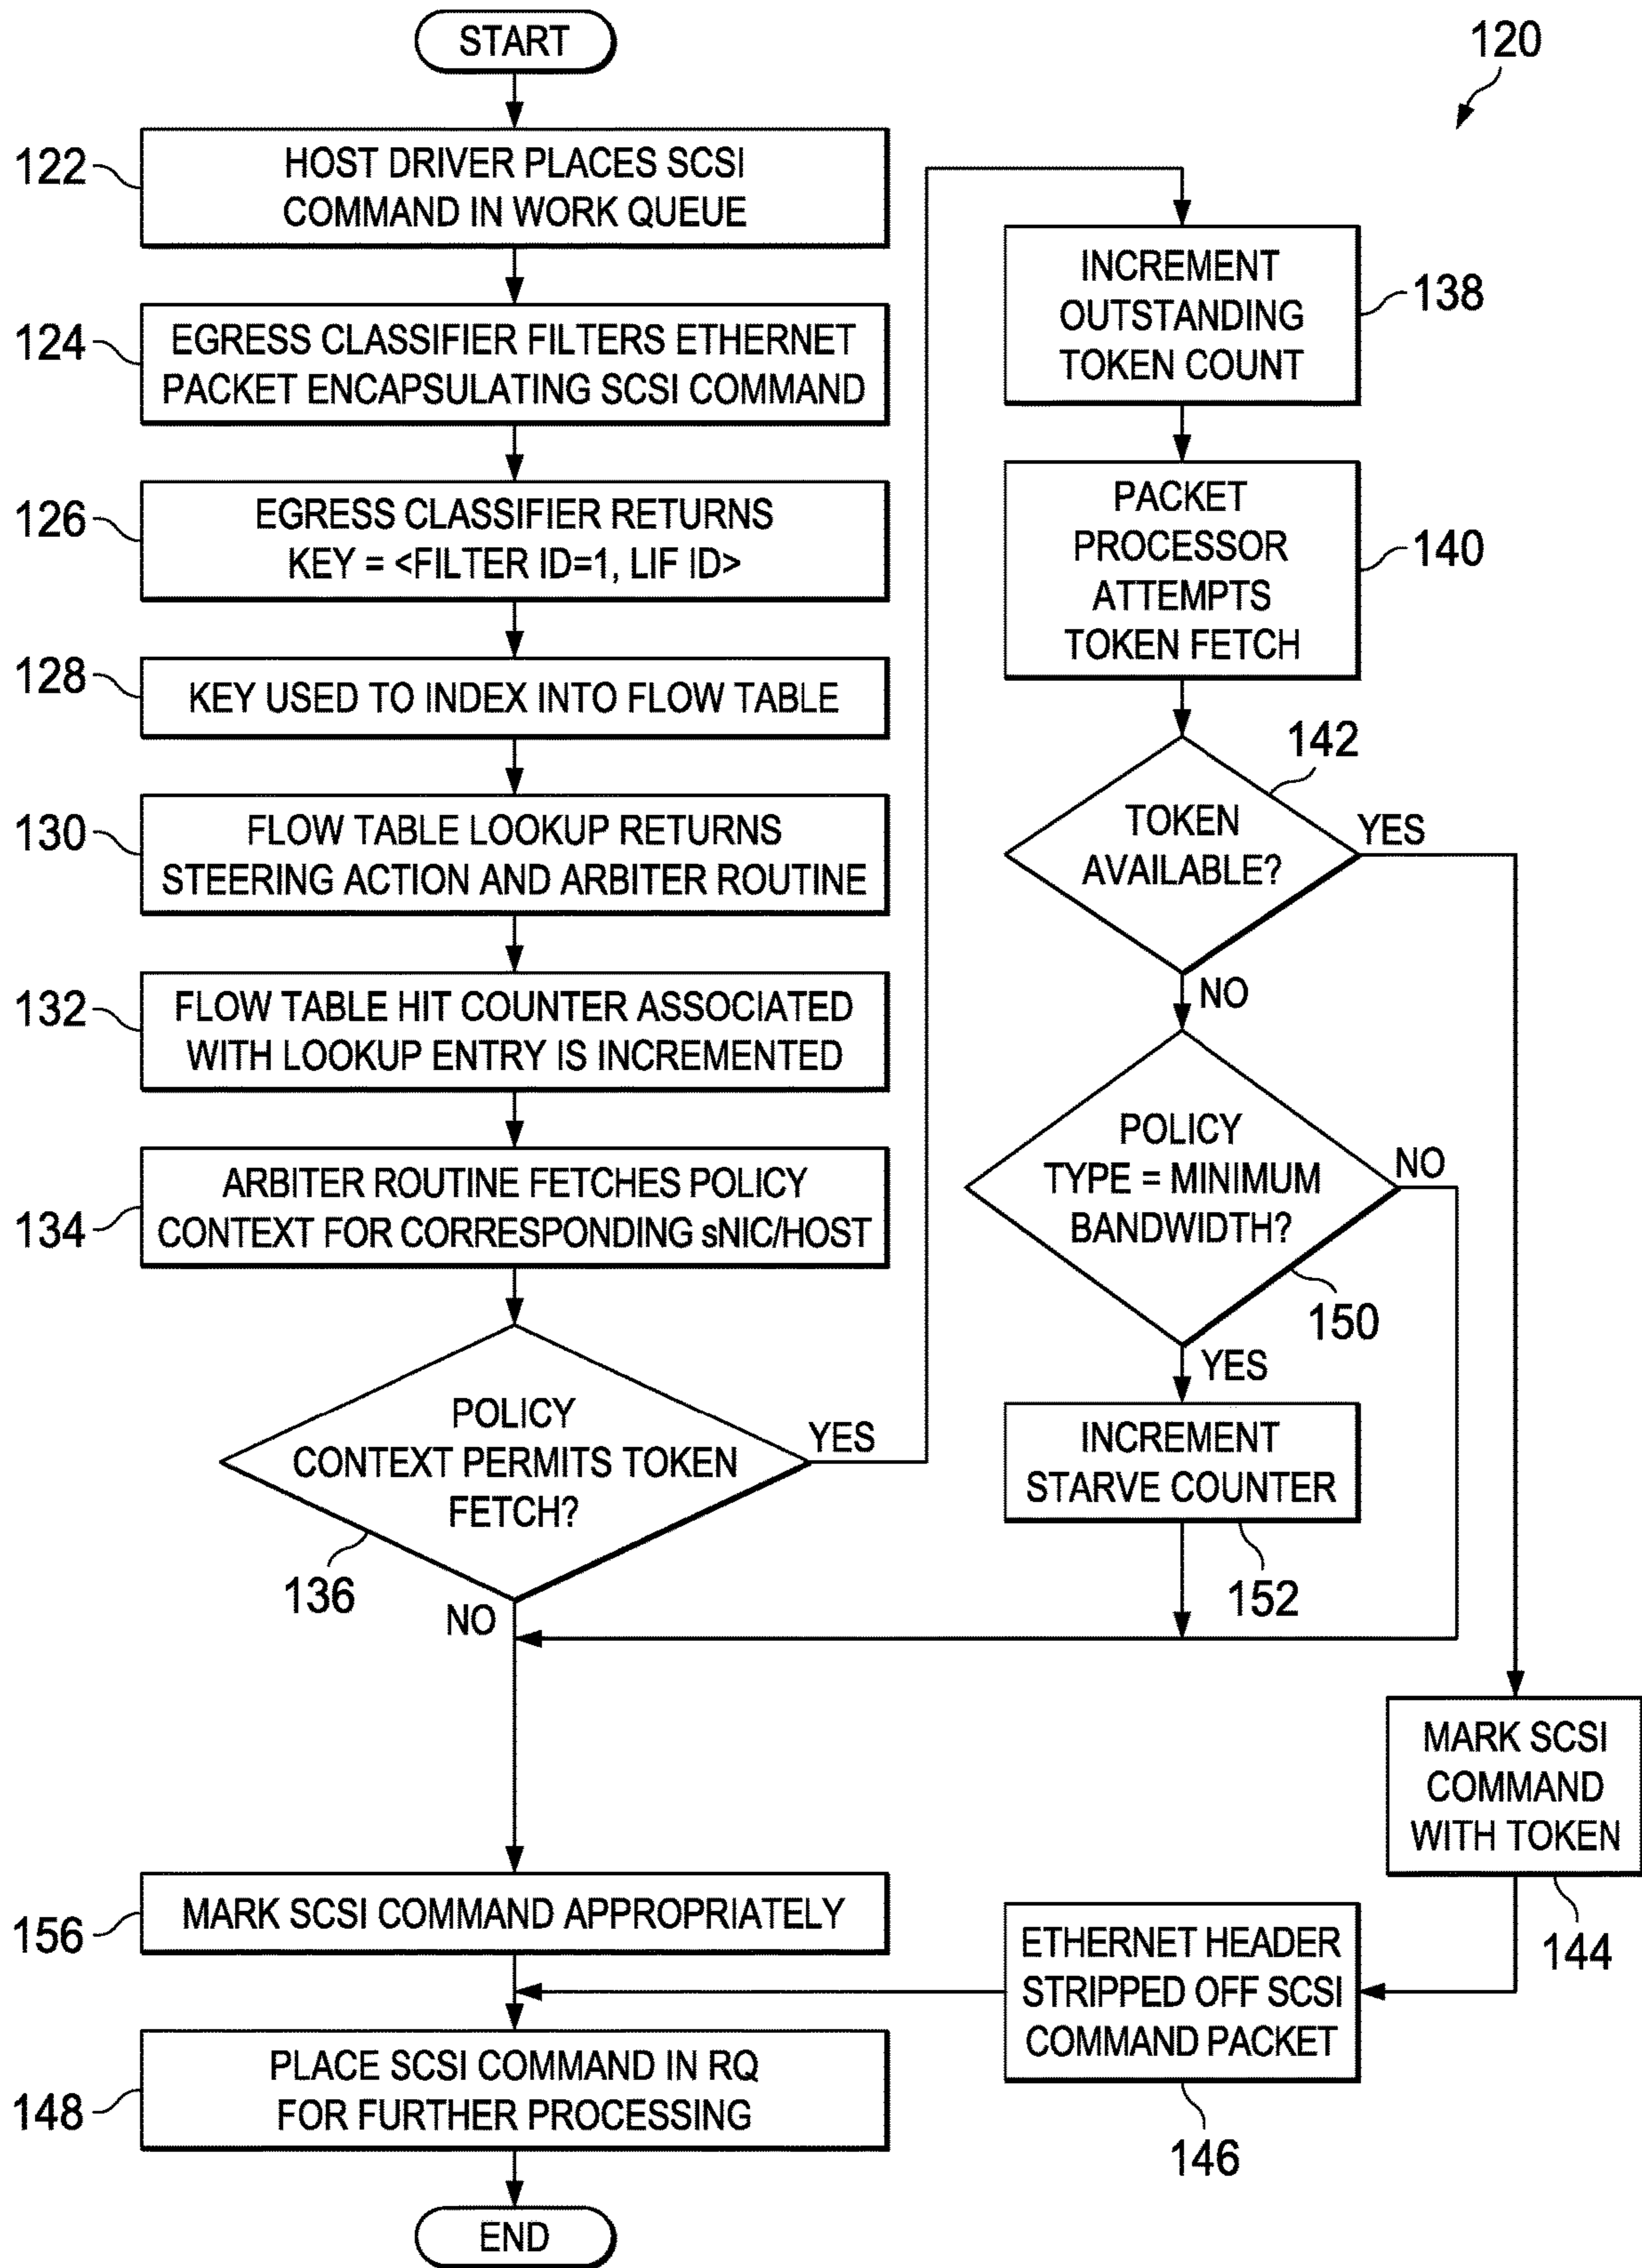 START
120
122
HOST DRIVER PLACES SCSI
COMMAND IN WORK QUEUE
124
EGRESS CLASSIFIER FILTERS ETHERNET
PACKET ENCAPSULATING SCSI COMMAND
126
EGRESS CLASSIFIER RETURNS
KEY = <FILTER ID=1, LIF ID>
128
KEY USED TO INDEX INTO FLOW TABLE
130
FLOW TABLE LOOKUP RETURNS
STEERING ACTION AND ARBITER ROUTINE
132
FLOW TABLE HIT COUNTER ASSOCIATED
WITH LOOKUP ENTRY IS INCREMENTED
134
ARBITER ROUTINE FETCHES POLICY
CONTEXT FOR CORRESPONDING sNIC/HOST
POLICY
CONTEXT PERMITS TOKEN
FETCH?
136
YES
NO
INCREMENT
OUTSTANDING
TOKEN COUNT
138
PACKET
PROCESSOR
ATTEMPTS
TOKEN FETCH
140
142
TOKEN
AVAILABLE?
YES
NO
POLICY
TYPE = MINIMUM
BANDWIDTH?
NO
150
YES
INCREMENT
STARVE COUNTER
152
MARK SCSI
COMMAND
WITH TOKEN
144
ETHERNET HEADER
STRIPPED OFF SCSI
COMMAND PACKET
146
156
MARK SCSI COMMAND APPROPRIATELY
148
PLACE SCSI COMMAND IN RQ
FOR FURTHER PROCESSING
END